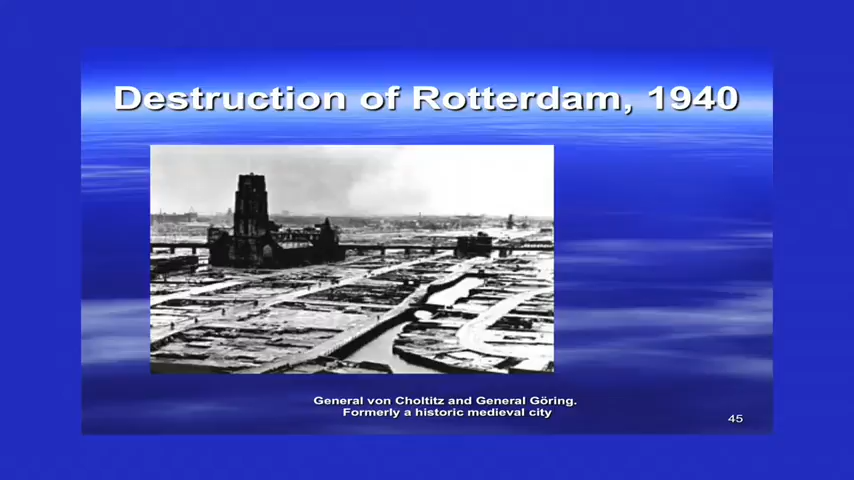 Destruction of Rotterdam, 1940
General von Choltitz and General Göring.
Formerly a historic medieval city
45